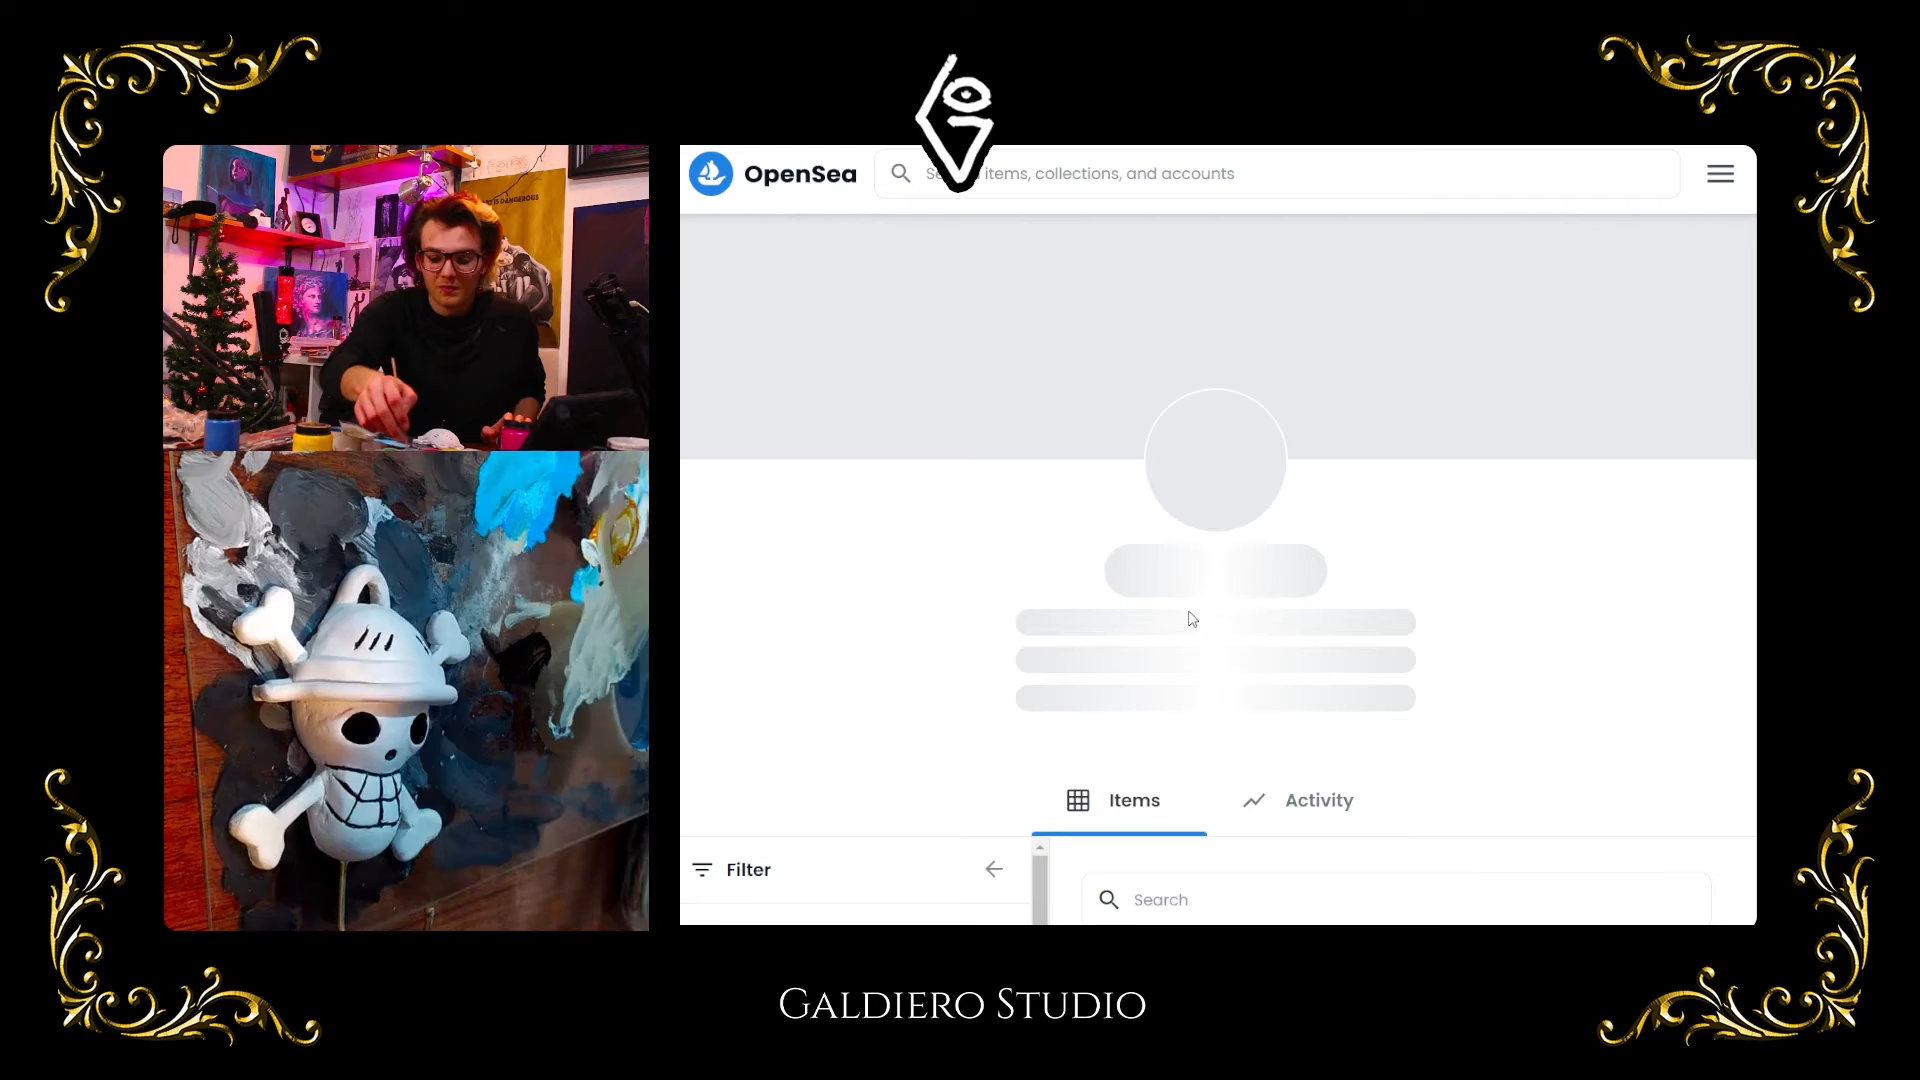 OpenSea
items, collections, and accounts
Items
Activity
Filter
Search
GALDIERO STUDIO